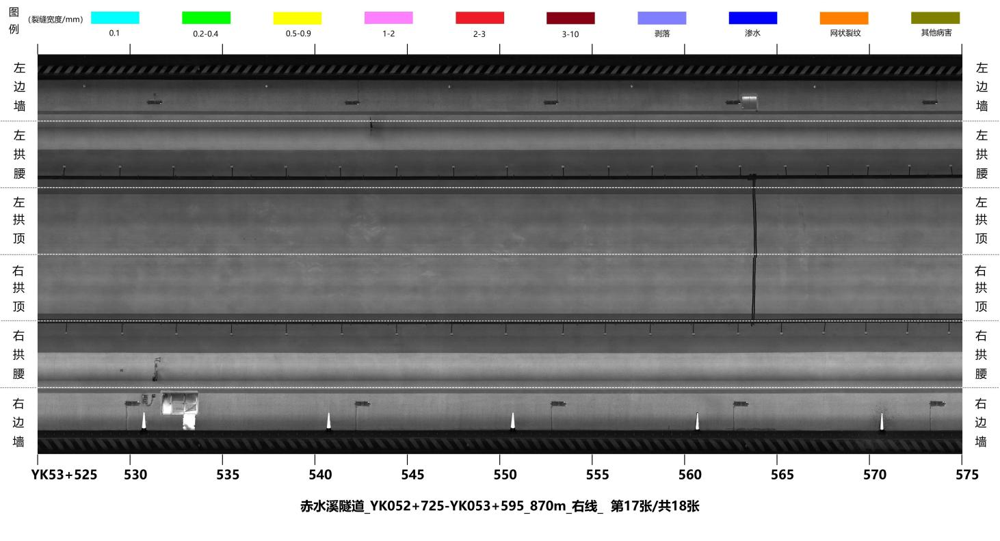 图例 (裂缝宽度/mm) 0.1 0.2-0.4 0.5-0.9 1-2 2-3 3-10 剥落 渗水 网状裂纹 其他病害
左边墙 左边墙
左拱腰 左拱腰
左拱顶 左拱顶
右拱顶 右拱顶
右拱腰 右拱腰
右边墙 右边墙
YK53+525 530 535 540 545 550 555 560 565 570 575
赤水溪隧道_YK052+725-YK053+595_870m_右线_ 第17张/共18张